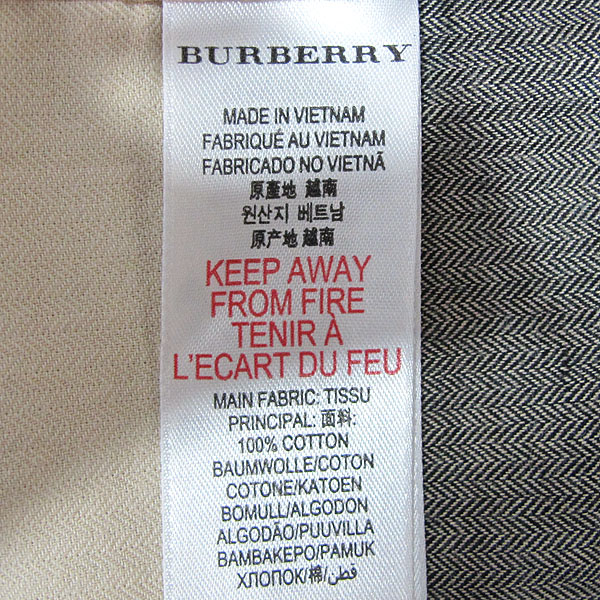 BURBERRY
MADE IN VIETNAM
FABRIQUÉ AU VIETNAM
FABRICADO NO VIETNÃ
原產地 越南
원산지 베트남
原产地 越南
KEEP AWAY
FROM FIRE
TENIR À
L'ECART DU FEU
MAIN FABRIC: TISSU
PRINCIPAL: 面料:
100% COTTON
BAUMWOLLE/COTON
COTONE/KATOEN
BOMULL/ALGODON
ALGODÃO/PUUVILLA
BAMBAKEPO/PAMUK
ХЛОПОК/棉/قطن